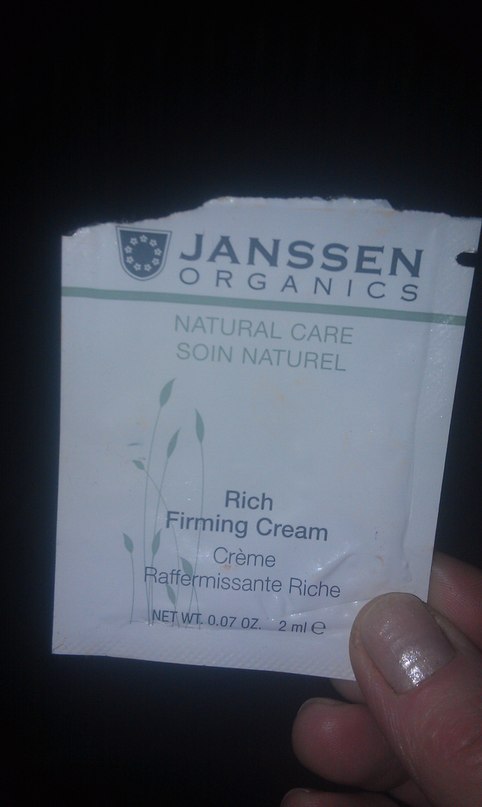 JANSSEN
ORGANICS
NATURAL CARE
SOIN NATUREL
Rich
Firming Cream
Crème
Raffermissante Riche
NET WT. 0.07 OZ. 2 ml ℮